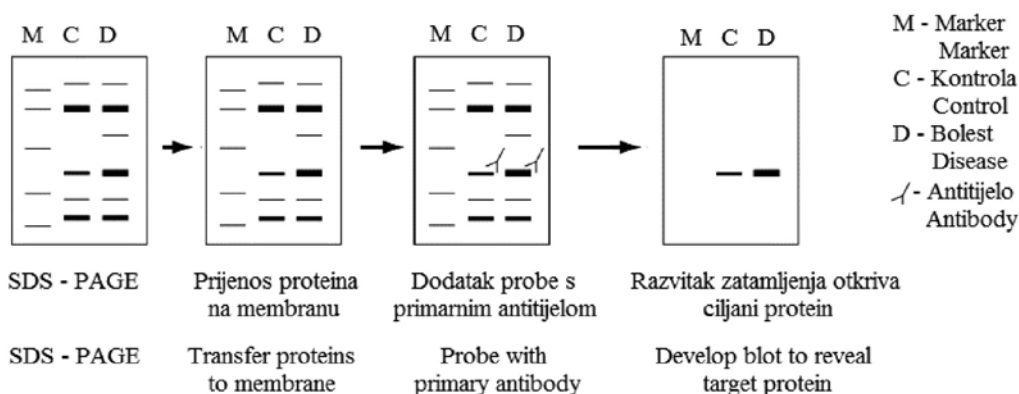 M C D
M C D
M C D
M C D
M - Marker
Marker
C - Kontrola
Control
D - Bolest
Disease
- Antitijelo
Antibody
SDS - PAGE
Prijenos proteina
na membranu
Dodatak probe s
primarnim antitijelom
Razvitak zatamljenja otkriva
ciljani protein
SDS - PAGE
Transfer proteins
to membrane
Probe with
primary antibody
Develop blot to reveal
target protein